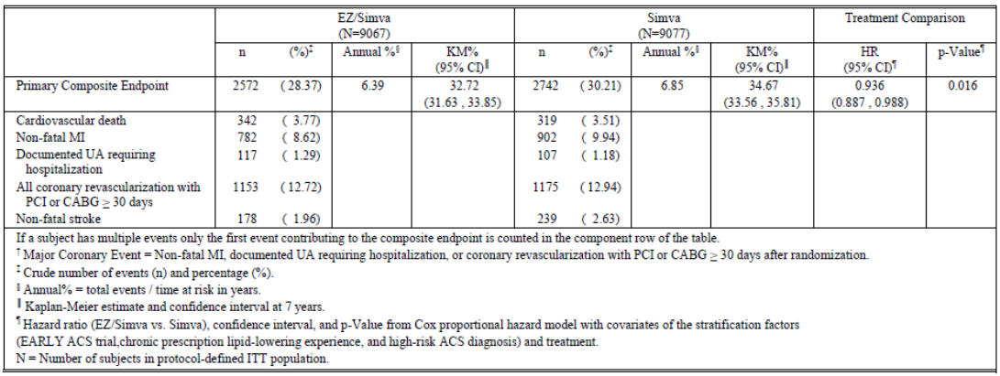 EZ/Simva Simva Treatment Comparison
(N=9067) (N=9077)
n (%)‡ Annual %§ KM% n (%)‡ Annual %§ KM% HR p-Value¶
(95% CI)‖ (95% CI)‖ (95% CI)¶
Primary Composite Endpoint 2572 ( 28.37) 6.39 32.72 2742 ( 30.21) 6.85 34.67 0.936 0.016
(31.63 , 33.85) (33.56 , 35.81) (0.887 , 0.988)
Cardiovascular death 342 ( 3.77) 319 ( 3.51)
Non-fatal MI 782 ( 8.62) 902 ( 9.94)
Documented UA requiring 117 ( 1.29) 107 ( 1.18)
hospitalization
All coronary revascularization with 1153 (12.72) 1175 (12.94)
PCI or CABG ≥ 30 days
Non-fatal stroke 178 ( 1.96) 239 ( 2.63)
If a subject has multiple events only the first event contributing to the composite endpoint is counted in the component row of the table.
† Major Coronary Event = Non-fatal MI, documented UA requiring hospitalization, or coronary revascularization with PCI or CABG ≥ 30 days after randomization.
‡ Crude number of events (n) and percentage (%).
§ Annual% = total events / time at risk in years.
‖ Kaplan-Meier estimate and confidence interval at 7 years.
¶ Hazard ratio (EZ/Simva vs. Simva), confidence interval, and p-Value from Cox proportional hazard model with covariates of the stratification factors
(EARLY ACS trial,chronic prescription lipid-lowering experience, and high-risk ACS diagnosis) and treatment.
N = Number of subjects in protocol-defined ITT population.